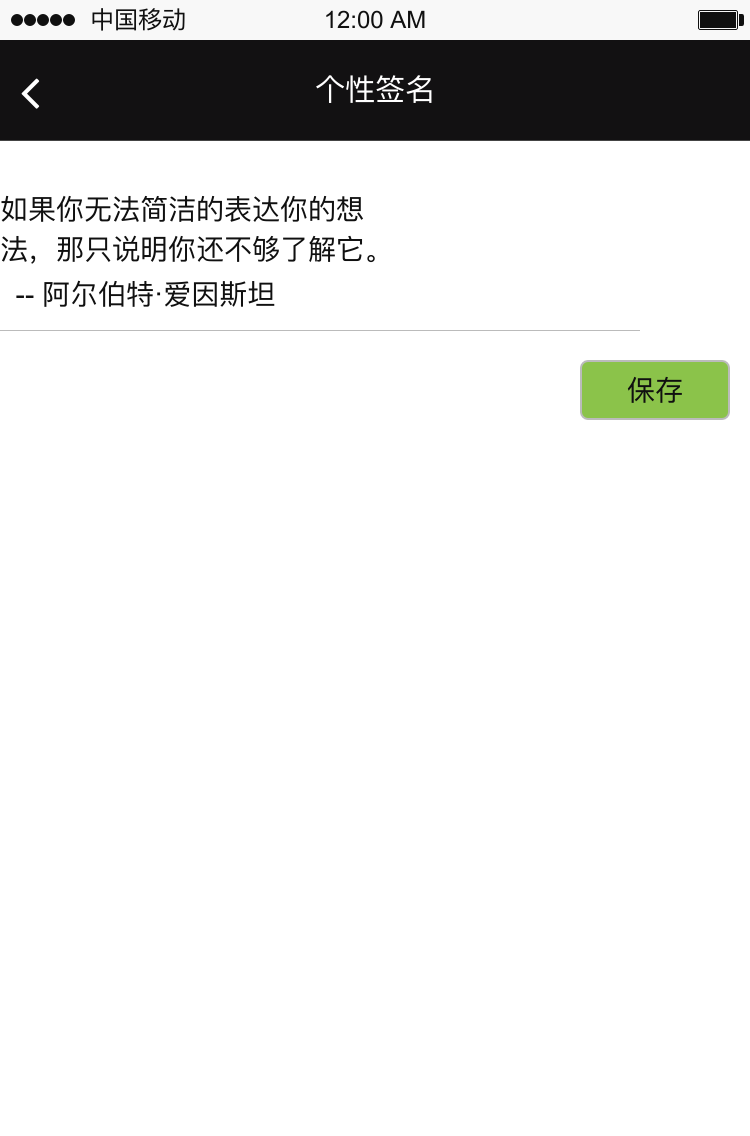 中国移动 12:00 AM
个性签名
如果你无法简洁的表达你的想
法，那只说明你还不够了解它。
-- 阿尔伯特·爱因斯坦
保存